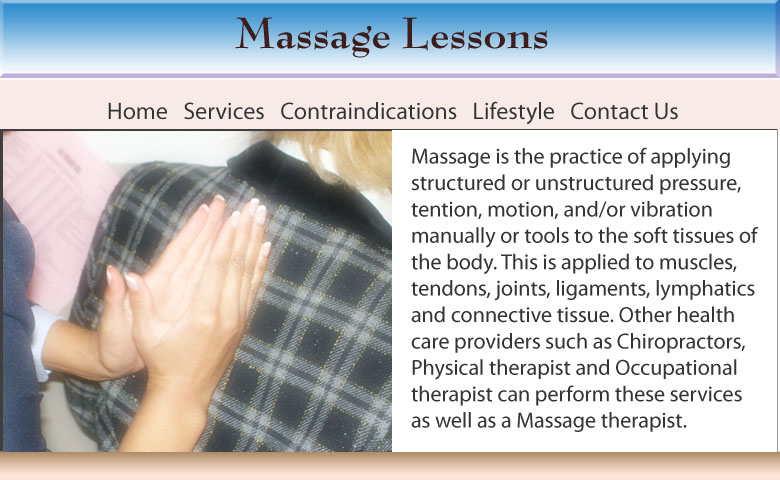 Massage Lessons
Home Services Contraindications Lifestyle Contact Us
Massage is the practice of applying
structured or unstructured pressure,
tention, motion, and/or vibration
manually or tools to the soft tissues of
the body. This is applied to muscles,
tendons, joints, ligaments, lymphatics
and connective tissue. Other health
care providers such as Chiropractors,
Physical therapist and Occupational
therapist can perform these services
as well as a Massage therapist.